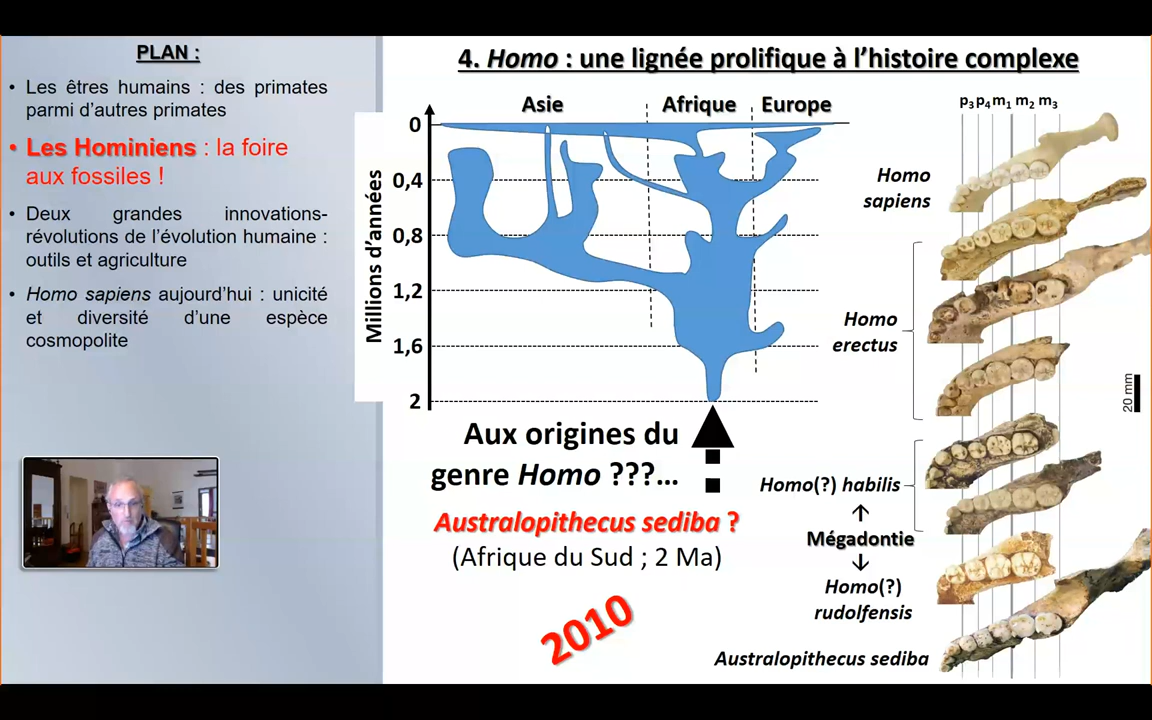 PLAN :
• Les êtres humains : des primates
parmi d’autres primates
• Les Hominiens : la foire
aux fossiles !
• Deux grandes innovations-
révolutions de l’évolution humaine :
outils et agriculture
• Homo sapiens aujourd’hui : unicité
et diversité d’une espèce
cosmopolite
4. Homo : une lignée prolifique à l’histoire complexe
Asie Afrique Europe
Millions d’années
0
0,4
0,8
1,2
1,6
2
Aux origines du
genre Homo ???...
Australopithecus sediba ?
(Afrique du Sud ; 2 Ma)
2010
p3 p4 m1 m2 m3
Homo
sapiens
Homo
erectus
20 mm
Homo(?) habilis
Mégadontie
Homo(?)
rudolfensis
Australopithecus sediba